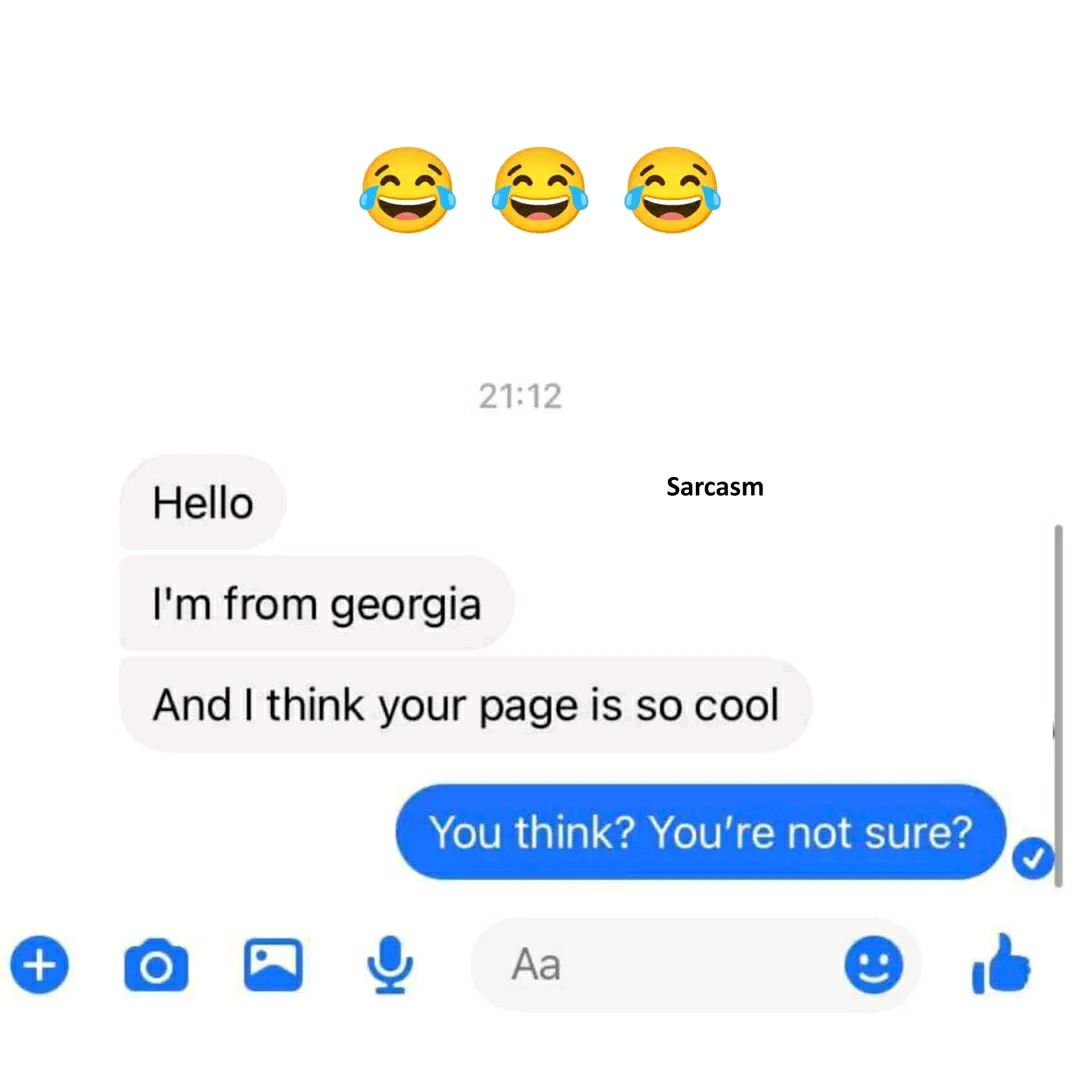 😂 😂 😂
21:12
Hello
Sarcasm
I'm from georgia
And I think your page is so cool
You think? You’re not sure?
Aa